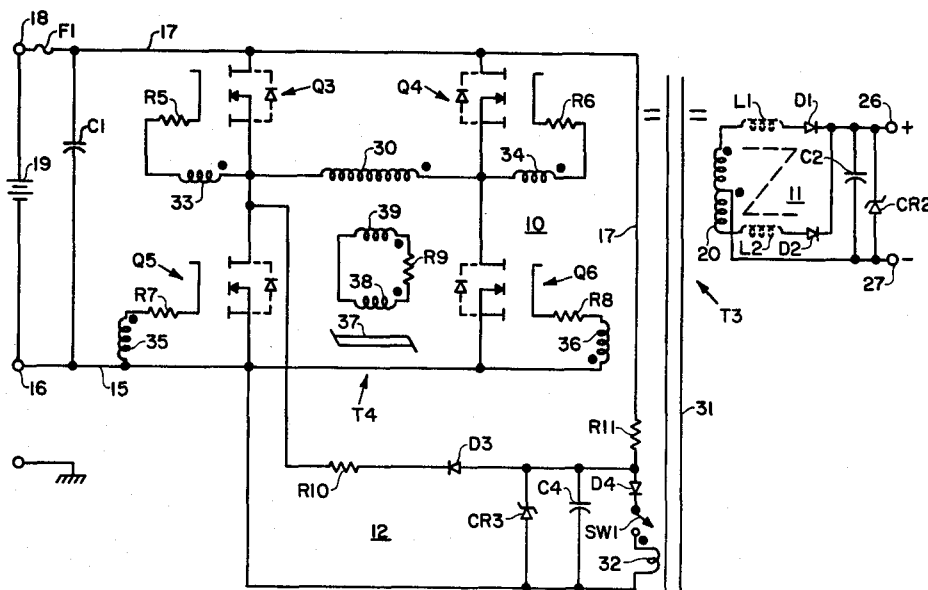 18 F1 17
R5 Q3 Q4 R6 L1 D1 26 +
C1
30 34 C2 11
19
33 10 CR2
39 17 20 L2 D2 27 −
Q5 R9 Q6 T3
R7 38 R8
35 37 36
16 15 T4 31
R11
D3
R10 C4 D4
CR3 SW1
12 32